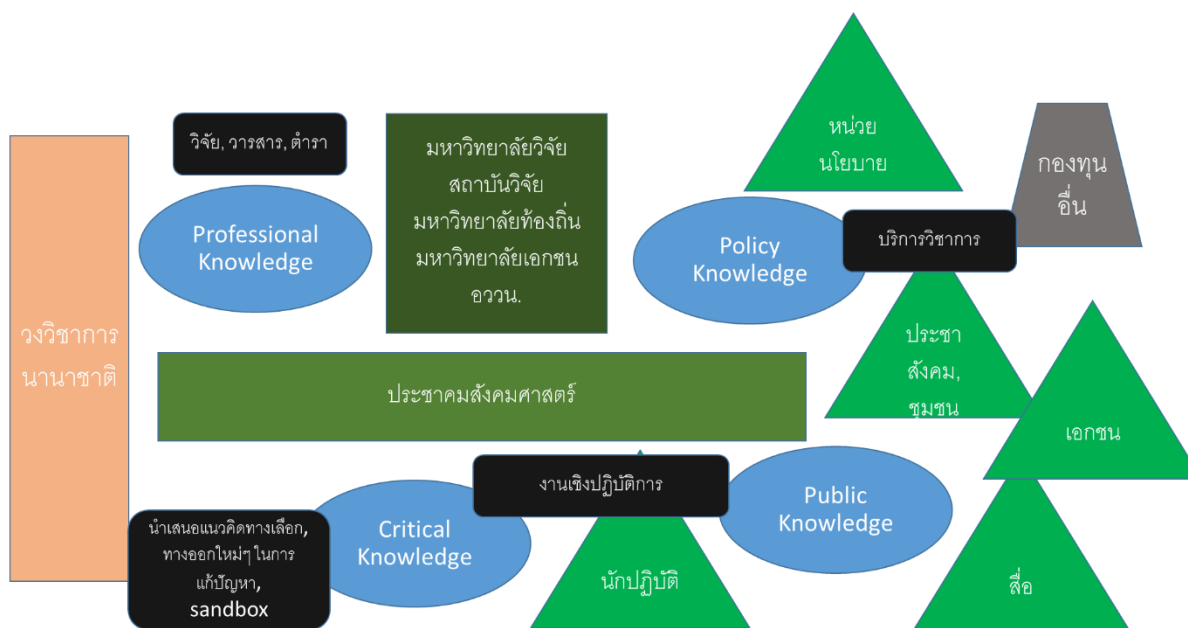 วิจัย, วารสาร, ตำรา
มหาวิทยาลัยวิจัย
สถาบันวิจัย
มหาวิทยาลัยท้องถิ่น
มหาวิทยาลัยเอกชน
อววน.
หน่วย
นโยบาย
กองทุน
อื่น
Professional
Knowledge
Policy
Knowledge
บริการวิชาการ
วงวิชาการ
นานาชาติ
ประชาคมสังคมศาสตร์
ประชา
สังคม,
ชุมชน
เอกชน
งานเชิงปฏิบัติการ
Public
Knowledge
นำเสนอแนวคิดทางเลือก,
ทางออกใหม่ๆ ในการ
แก้ปัญหา,
sandbox
Critical
Knowledge
นักปฏิบัติ
สื่อ